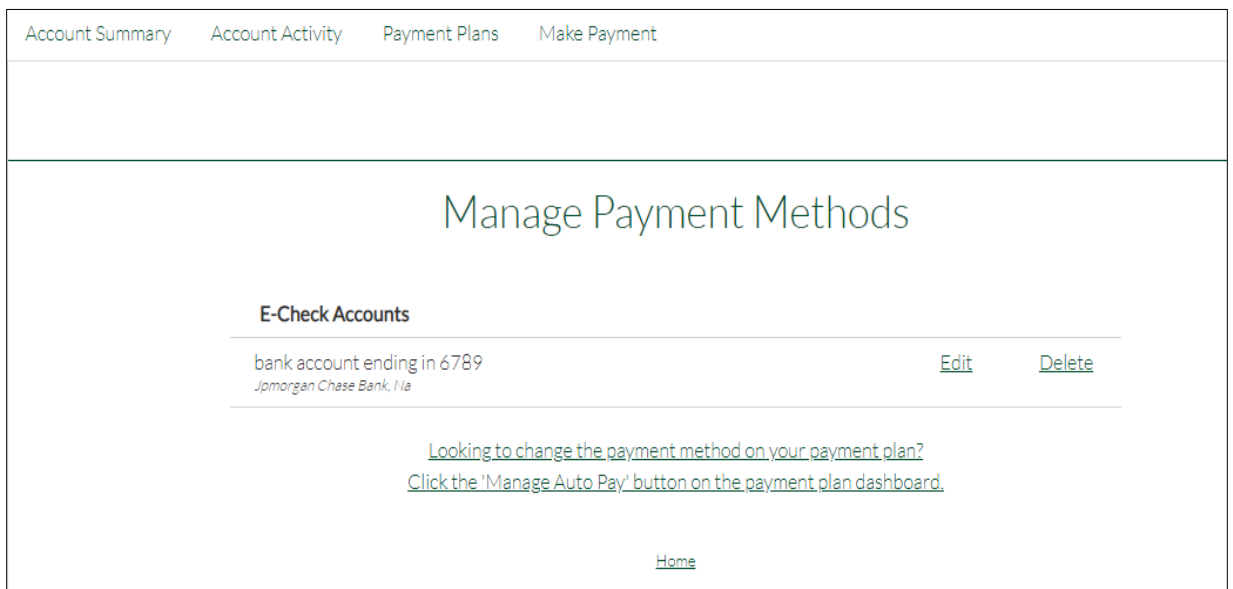 Account Summary Account Activity Payment Plans Make Payment
Manage Payment Methods
E-Check Accounts
bank account ending in 6789 Edit Delete
Jpmorgan Chase Bank, Na
Looking to change the payment method on your payment plan?
Click the 'Manage Auto Pay' button on the payment plan dashboard.
Home